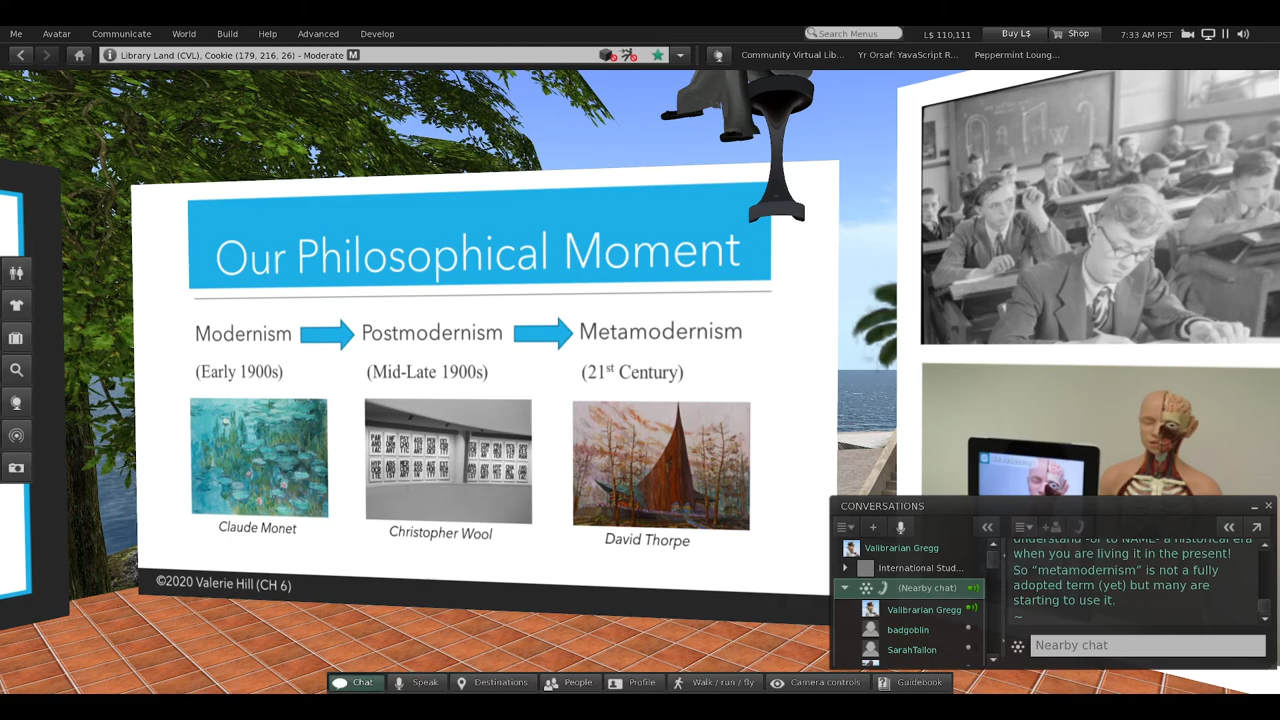 Me Avatar Communicate World Build Help Advanced Develop Search Menus L$ 110,111 Buy L$ Shop 7:33 AM PST
Library Land (CVL), Cookie (179, 216, 26) - Moderate M Community Virtual Lib... Yr Orsaf: YavaScript R... Peppermint Loung...
Our Philosophical Moment
Modernism Postmodernism Metamodernism
(Early 1900s) (Mid-Late 1900s) (21st Century)
Claude Monet Christopher Wool David Thorpe
©2020 Valerie Hill (CH 6)
CONVERSATIONS
Valibrarian Gregg
International Stud...
(Nearby chat)
Valibrarian Gregg
badgoblin
SarahTallon
understand -or to NAME- a historical era
when you are living it in the present!
So “metamodernism” is not a fully
adopted term (yet) but many are
starting to use it.
~
Nearby chat
Chat Speak Destinations People Profile Walk / run / fly Camera controls Guidebook